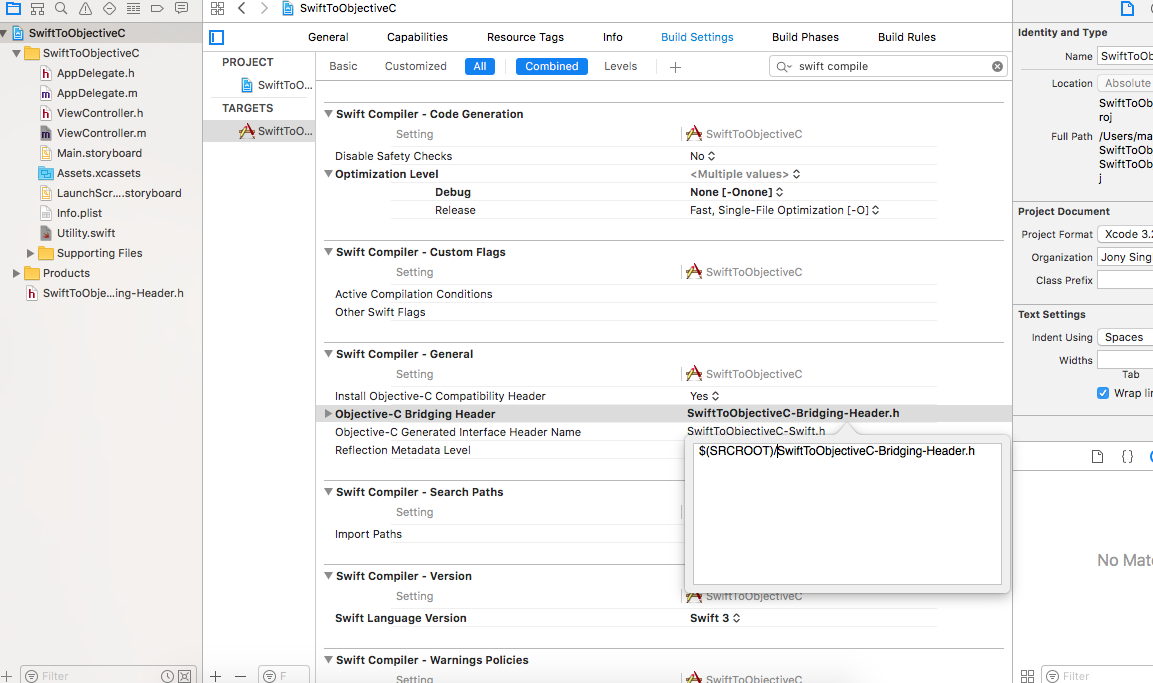 SwiftToObjectiveC
SwiftToObjectiveC
SwiftToObjectiveC
AppDelegate.h
AppDelegate.m
ViewController.h
ViewController.m
Main.storyboard
Assets.xcassets
LaunchScr....storyboard
Info.plist
Utility.swift
Supporting Files
Products
SwiftToObje...ing-Header.h
Filter
General Capabilities Resource Tags Info Build Settings Build Phases Build Rules
PROJECT
SwiftToO...
TARGETS
SwiftToO...
F
Basic Customized All Combined Levels swift compile
Swift Compiler - Code Generation
Setting SwiftToObjectiveC
Disable Safety Checks No
Optimization Level <Multiple values>
Debug None [-Onone]
Release Fast, Single-File Optimization [-O]
Swift Compiler - Custom Flags
Setting SwiftToObjectiveC
Active Compilation Conditions
Other Swift Flags
Swift Compiler - General
Setting SwiftToObjectiveC
Install Objective-C Compatibility Header Yes
Objective-C Bridging Header SwiftToObjectiveC-Bridging-Header.h
Objective-C Generated Interface Header Name SwiftToObjectiveC-Swift.h
Reflection Metadata Level
$(SRCROOT)/SwiftToObjectiveC-Bridging-Header.h
Swift Compiler - Search Paths
Setting
Import Paths
Swift Compiler - Version
Setting SwiftToObjectiveC
Swift Language Version Swift 3
Swift Compiler - Warnings Policies
Setting SwiftToObjectiveC
Identity and Type
Name SwiftToOb
Location Absolute
SwiftToOb
roj
Full Path /Users/ma
SwiftToOb
SwiftToOb
j
Project Document
Project Format Xcode 3.2
Organization Jony Sing
Class Prefix
Text Settings
Indent Using Spaces
Widths
Tab
Wrap lin
No Mat
Filter